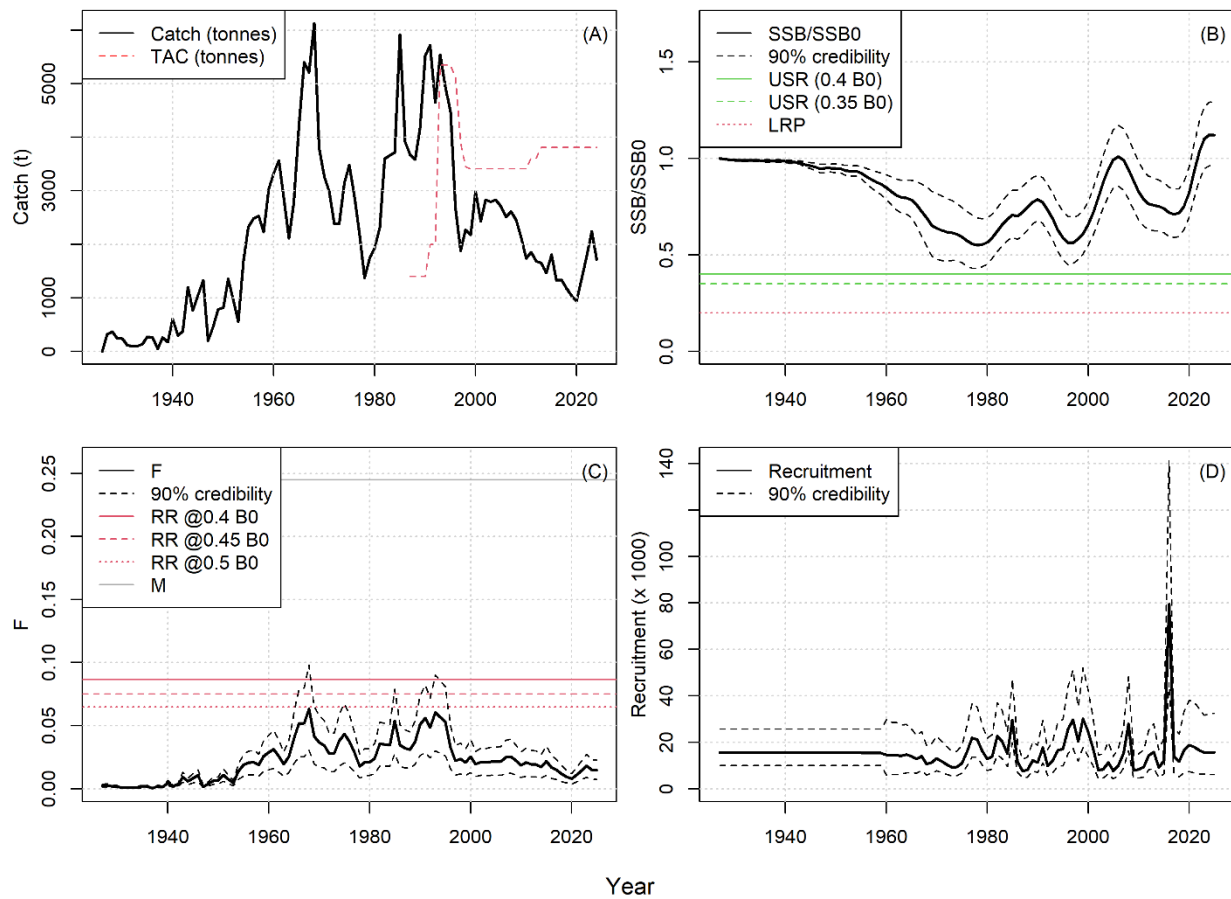 Catch (tonnes)
TAC (tonnes)
(A)
Catch (t)
0
1000
3000
6000
1940
1960
1980
2000
2020
SSB/SSB0
90% credibility
USR (0.4 B0)
USR (0.35 B0)
LRP
(B)
SSB/SSB0
0.0
0.5
1.0
1.5
1940
1960
1980
2000
2020
F
90% credibility
RR @0.4 B0
RR @0.45 B0
RR @0.5 B0
M
(C)
F
0.00
0.05
0.10
0.15
0.20
0.25
1940
1960
1980
2000
2020
Recruitment
90% credibility
(D)
Recruitment (x 1000)
0
20
40
60
80
100
120
140
1940
1960
1980
2000
2020
Year